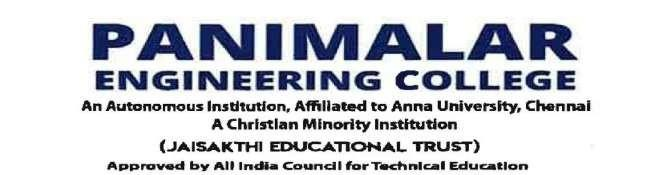 PANIMALAR
ENGINEERING COLLEGE
An Autonomous Institution, Affiliated to Anna University, Chennai
A Christian Minority Institution
(JAISAKTHI EDUCATIONAL TRUST)
Approved by All India Council for Technical Education